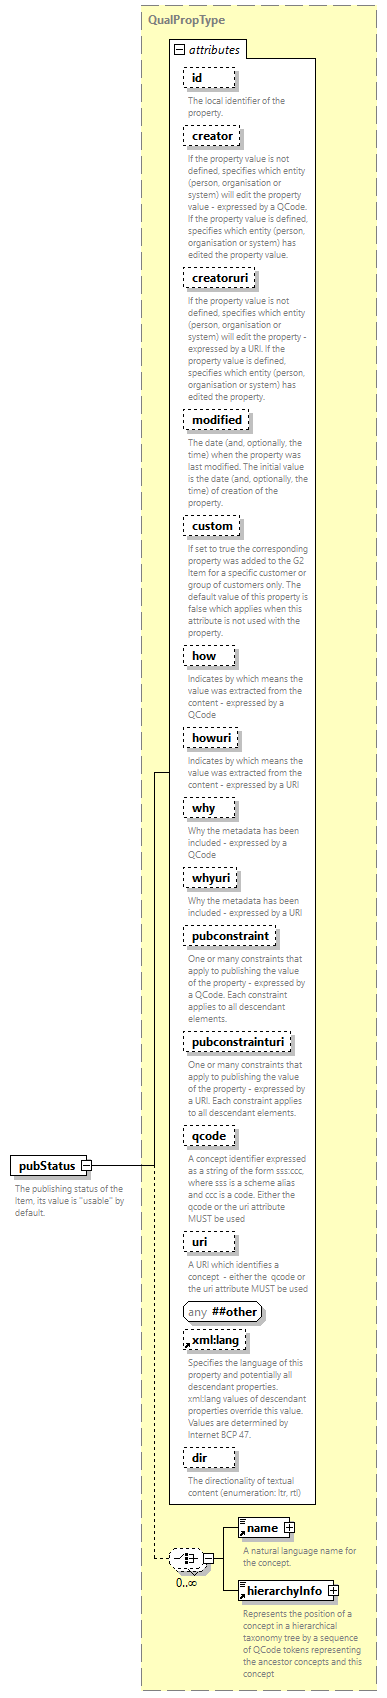 QualPropType
attributes
id
The local identifier of the
property.
creator
If the property value is not
defined, specifies which entity
(person, organisation or
system) will edit the property
value - expressed by a QCode.
If the property value is defined,
specifies which entity (person,
organisation or system) has
edited the property value.
creatoruri
If the property value is not
defined, specifies which entity
(person, organisation or
system) will edit the property -
expressed by a URI. If the
property value is defined,
specifies which entity (person,
organisation or system) has
edited the property.
modified
The date (and, optionally, the
time) when the property was
last modified. The initial value
is the date (and, optionally, the
time) of creation of the
property.
custom
If set to true the corresponding
property was added to the G2
Item for a specific customer or
group of customers only. The
default value of this property is
false which applies when this
attribute is not used with the
property.
how
Indicates by which means the
value was extracted from the
content - expressed by a
QCode
howuri
Indicates by which means the
value was extracted from the
content - expressed by a URI
why
Why the metadata has been
included - expressed by a
QCode
whyuri
Why the metadata has been
included - expressed by a URI
pubconstraint
One or many constraints that
apply to publishing the value
of the property - expressed by
a QCode. Each constraint
applies to all descendant
elements.
pubconstrainturi
One or many constraints that
apply to publishing the value
of the property - expressed by
a URI. Each constraint applies
to all descendant elements.
qcode
A concept identifier expressed
as a string of the form sss:ccc,
where sss is a scheme alias
and ccc is a code. Either the
qcode or the uri attribute
MUST be used
uri
A URI which identifies a
concept - either the qcode or
the uri attribute MUST be used
any ##other
xml:lang
Specifies the language of this
property and potentially all
descendant properties.
xml:lang values of descendant
properties override this value.
Values are determined by
Internet BCP 47.
dir
The directionality of textual
content (enumeration: ltr, rtl)
pubStatus
The publishing status of the
Item, its value is "usable" by
default.
0..∞
name
A natural language name for
the concept.
hierarchyInfo
Represents the position of a
concept in a hierarchical
taxonomy tree by a sequence
of QCode tokens representing
the ancestor concepts and this
concept